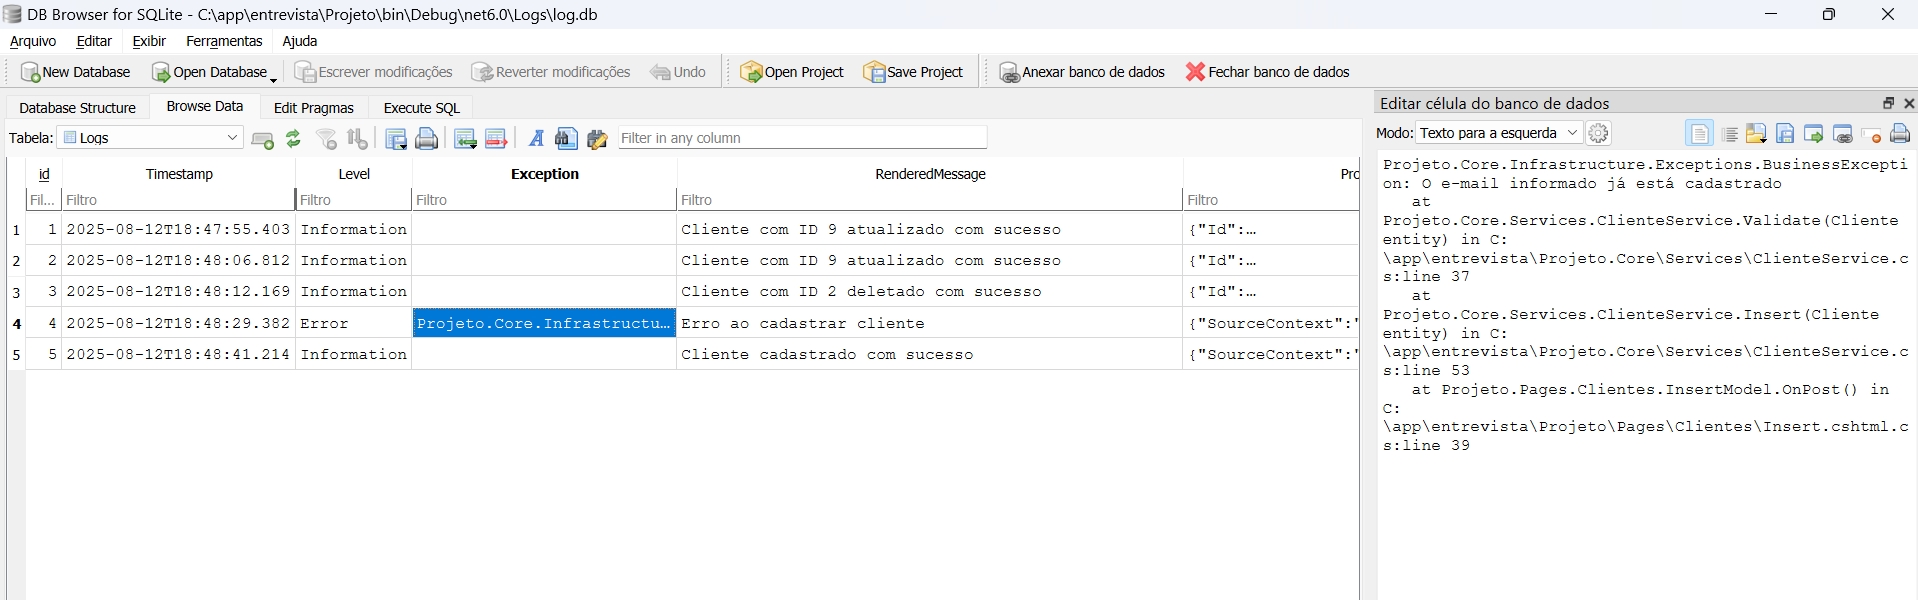 DB Browser for SQLite - C:\app\entrevista\Projeto\bin\Debug\net6.0\Logs\log.db
Arquivo Editar Exibir Ferramentas Ajuda
New Database Open Database Escrever modificações Reverter modificações Undo Open Project Save Project Anexar banco de dados Fechar banco de dados
Database Structure Browse Data Edit Pragmas Execute SQL
Tabela: Logs Filter in any column
id Timestamp Level Exception RenderedMessage Pro
Fil... Filtro Filtro Filtro Filtro Filtro
1 1 2025-08-12T18:47:55.403 Information Cliente com ID 9 atualizado com sucesso {"Id":…
2 2 2025-08-12T18:48:06.812 Information Cliente com ID 9 atualizado com sucesso {"Id":…
3 3 2025-08-12T18:48:12.169 Information Cliente com ID 2 deletado com sucesso {"Id":…
4 4 2025-08-12T18:48:29.382 Error Projeto.Core.Infrastructu… Erro ao cadastrar cliente {"SourceContext":"
5 5 2025-08-12T18:48:41.214 Information Cliente cadastrado com sucesso {"SourceContext":"
Editar célula do banco de dados
Modo: Texto para a esquerda
Projeto.Core.Infrastructure.Exceptions.BusinessExcepti
on: O e-mail informado já está cadastrado
at
Projeto.Core.Services.ClienteService.Validate(Cliente
entity) in C:
\app\entrevista\Projeto.Core\Services\ClienteService.c
s:line 37
at
Projeto.Core.Services.ClienteService.Insert(Cliente
entity) in C:
\app\entrevista\Projeto.Core\Services\ClienteService.c
s:line 53
at Projeto.Pages.Clientes.InsertModel.OnPost() in
C:
\app\entrevista\Projeto\Pages\Clientes\Insert.cshtml.c
s:line 39